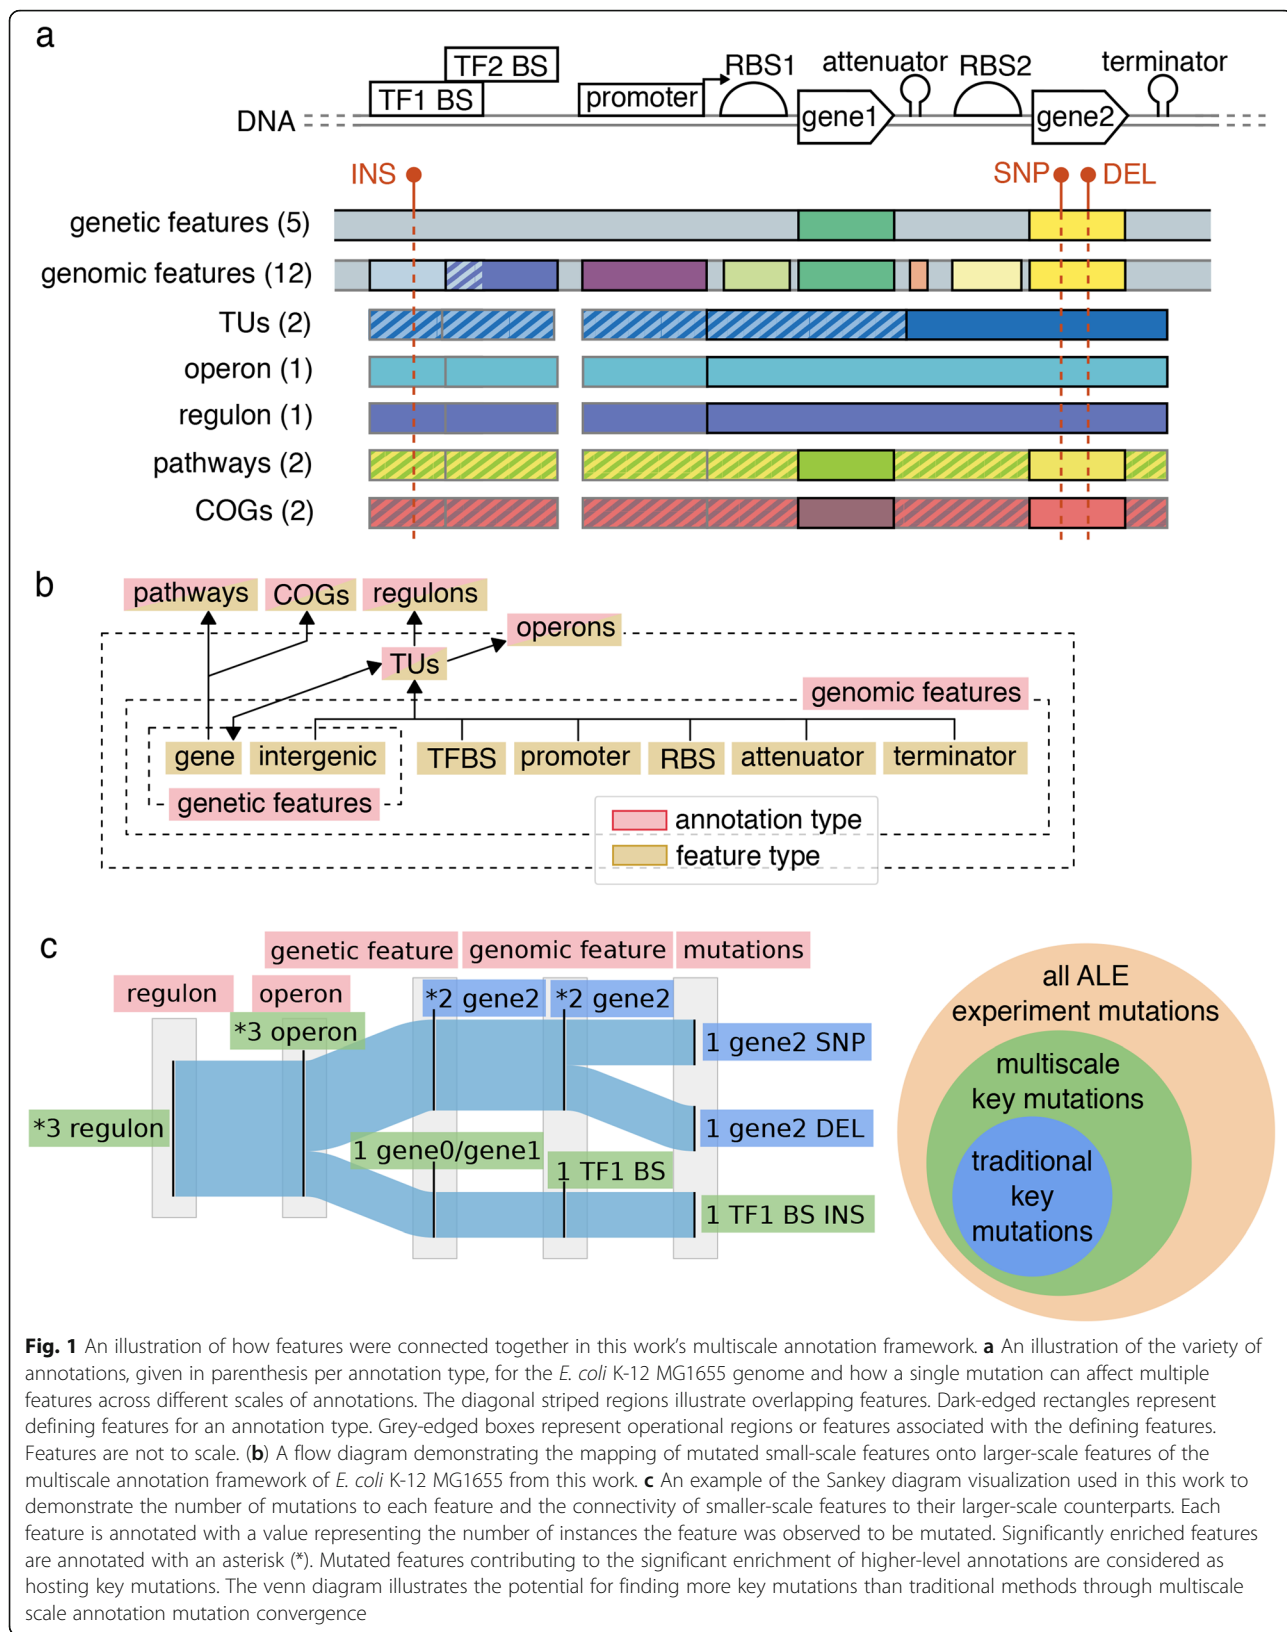 a
TF2 BS
RBS1
attenuator
RBS2
terminator
TF1 BS
promoter
gene1
gene2
DNA
INS
SNP
DEL
genetic features (5)
genomic features (12)
TUs (2)
operon (1)
regulon (1)
pathways (2)
COGs (2)
b
pathways
COGs
regulons
operons
TUs
genomic features
gene
intergenic
TFBS
promoter
RBS
attenuator
terminator
genetic features
annotation type
feature type
c
genetic feature
genomic feature
mutations
regulon
operon
*2 gene2
*2 gene2
*3 operon
1 gene2 SNP
*3 regulon
1 gene2 DEL
1 gene0/gene1
1 TF1 BS
1 TF1 BS INS
all ALE
experiment mutations
multiscale
key mutations
traditional
key
mutations
Fig. 1 An illustration of how features were connected together in this work's multiscale annotation framework. a An illustration of the variety of
annotations, given in parenthesis per annotation type, for the E. coli K-12 MG1655 genome and how a single mutation can affect multiple
features across different scales of annotations. The diagonal striped regions illustrate overlapping features. Dark-edged rectangles represent
defining features for an annotation type. Grey-edged boxes represent operational regions or features associated with the defining features.
Features are not to scale. (b) A flow diagram demonstrating the mapping of mutated small-scale features onto larger-scale features of the
multiscale annotation framework of E. coli K-12 MG1655 from this work. c An example of the Sankey diagram visualization used in this work to
demonstrate the number of mutations to each feature and the connectivity of smaller-scale features to their larger-scale counterparts. Each
feature is annotated with a value representing the number of instances the feature was observed to be mutated. Significantly enriched features
are annotated with an asterisk (*). Mutated features contributing to the significant enrichment of higher-level annotations are considered as
hosting key mutations. The venn diagram illustrates the potential for finding more key mutations than traditional methods through multiscale
scale annotation mutation convergence